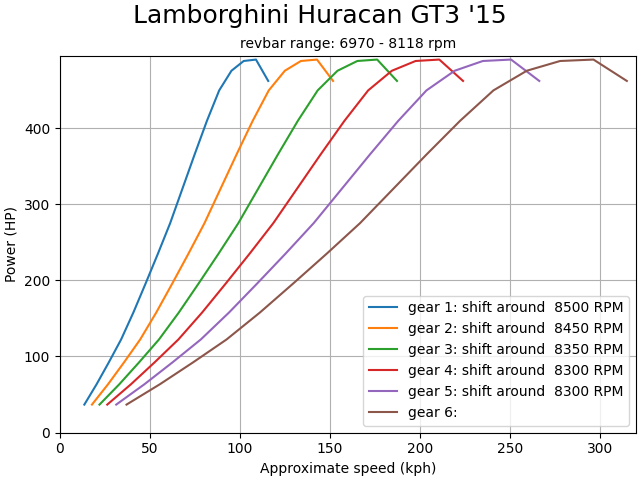 Lamborghini Huracan GT3 '15
revbar range: 6970 - 8118 rpm
Power (HP)
400
300
200
100
0
gear 1: shift around  8500 RPM
gear 2: shift around  8450 RPM
gear 3: shift around  8350 RPM
gear 4: shift around  8300 RPM
gear 5: shift around  8300 RPM
gear 6:
0 50 100 150 200 250 300
Approximate speed (kph)